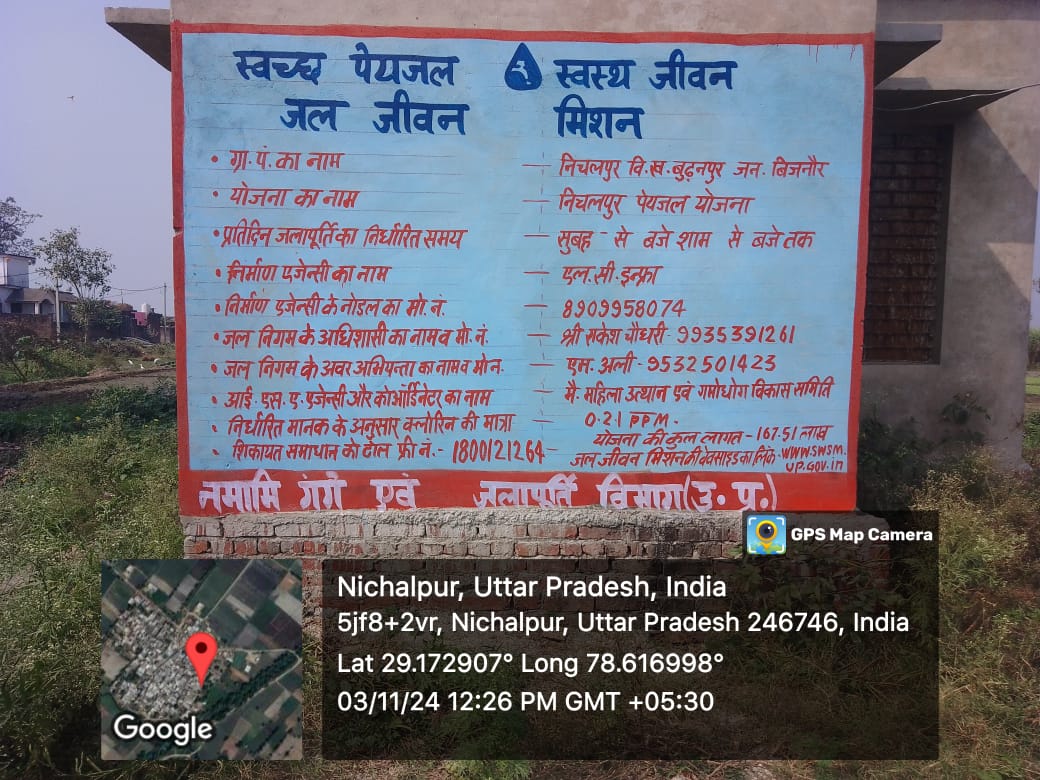 स्वच्छ पेयजल स्वस्थ जीवन
जल जीवन मिशन
• ग्रा. पं. का नाम — निचलपुर वि.ख. बुढ़नपुर जन. बिजनौर
• योजना का नाम — निचलपुर पेयजल योजना
• प्रतिदिन जलापूर्ति का निर्धारित समय — सुबह - से बजे शाम से बजे तक
• निर्माण एजेन्सी का नाम — एल. सी. इन्फ्रा
• निर्माण एजेन्सी के नोडल का मो. नं. — 8909958074
• जल निगम के अधिशासी का नाम व मो. नं. — श्री राकेश चौधरी - 9935391261
• जल निगम के अवर अभियन्ता का नाम व मो न. — एम. अली - 9532501423
• आई. एस. ए. एजेन्सी और कोऑर्डिनेटर का नाम — मै. महिला उत्थान एवं गमोधोग विकास समिति
• निर्धारित मानक के अनुसार क्लोरिन की मात्रा — 0.21 PPM.
योजना की कुल लागत - 167.51 लाख
• शिकायत समाधान को टोल फ्री नं. - 1800121264 — जल जीवन मिशन की वेवसाइड का लिंक - WWW.SWSM.
UP.GOV.IN
नमामि गंगे एवं जलापूर्ति विभाग (उ. प्र.)
GPS Map Camera
Nichalpur, Uttar Pradesh, India
5jf8+2vr, Nichalpur, Uttar Pradesh 246746, India
Lat 29.172907° Long 78.616998°
03/11/24 12:26 PM GMT +05:30
Google